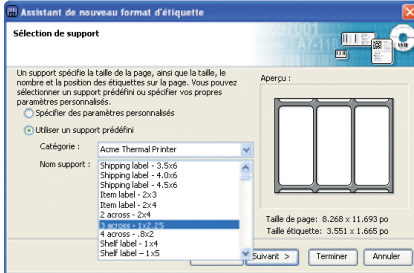 Assistant de nouveau format d'étiquette
Sélection de support
Un support spécifie la taille de la page, ainsi que la taille, le
nombre et la position des étiquettes sur la page. Vous pouvez
sélectionner un support prédéfini ou spécifier vos propres
paramètres personnalisés.
Spécifier des paramètres personnalisés
Utiliser un support prédéfini
Catégorie :
Acme Thermal Printer
Nom support :
Shipping label - 3.5x6
Shipping label - 4.0x6
Shipping label - 4.5x6
Item label - 2x3
Item label - 2x4
2 across - 2x4
3 across - 1x2.25
4 across - .8x2
Shelf label - 1x4
Shelf label – 1x5
Aperçu :
Taille de page: 8.268 x 11.693 po
Taille étiquette: 3.551 x 1.665 po
Suivant >
Terminer
Annuler